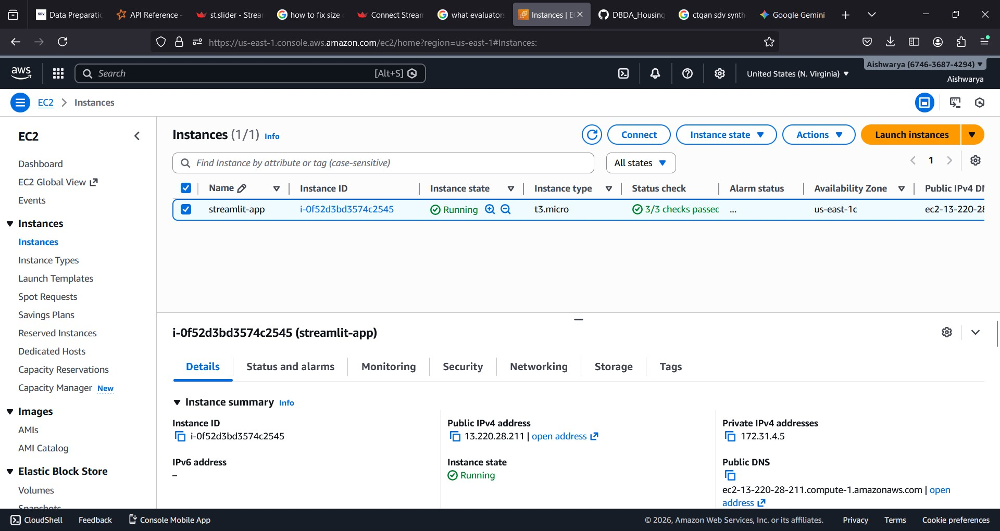 Data Preparatic
API Reference -
st.slider - Strear
how to fix size o
Connect Stream
what evaluators
Instances | EC
DBDA_Housing
ctgan sdv synth
Google Gemini
https://us-east-1.console.aws.amazon.com/ec2/home?region=us-east-1#Instances:
aws
Search
[Alt+S]
United States (N. Virginia)
Aishwarya (6746-3687-4294)
Aishwarya
EC2
Instances
EC2
Dashboard
EC2 Global View
Events
Instances
Instances
Instance Types
Launch Templates
Spot Requests
Savings Plans
Reserved Instances
Dedicated Hosts
Capacity Reservations
Capacity Manager New
Images
AMIs
AMI Catalog
Elastic Block Store
Volumes
Snapshots
Instances (1/1) Info
Connect
Instance state
Actions
Launch instances
Find Instance by attribute or tag (case-sensitive)
All states
1
Name Instance ID Instance state Instance type Status check Alarm status Availability Zone Public IPv4 DN
streamlit-app i-0f52d3bd3574c2545 Running t3.micro 3/3 checks passed ... us-east-1c ec2-13-220-28
i-0f52d3bd3574c2545 (streamlit-app)
Details
Status and alarms
Monitoring
Security
Networking
Storage
Tags
Instance summary Info
Instance ID
i-0f52d3bd3574c2545
Public IPv4 address
13.220.28.211 | open address
Private IPv4 addresses
172.31.4.5
IPv6 address
–
Instance state
Running
Public DNS
ec2-13-220-28-211.compute-1.amazonaws.com | open
address
CloudShell
Feedback
Console Mobile App
© 2026, Amazon Web Services, Inc. or its affiliates.
Privacy
Terms
Cookie preferences